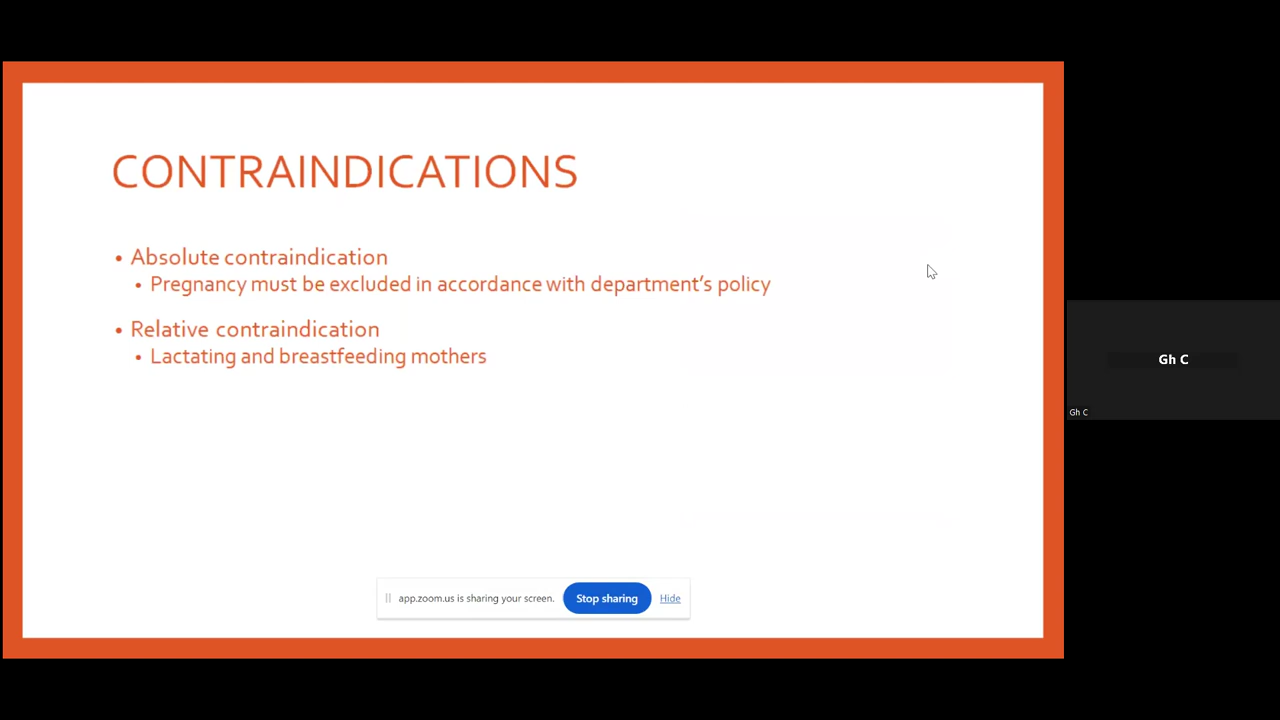 CONTRAINDICATIONS
• Absolute contraindication
• Pregnancy must be excluded in accordance with department's policy
• Relative contraindication
• Lactating and breastfeeding mothers
Gh C
Gh C
app.zoom.us is sharing your screen. Stop sharing Hide